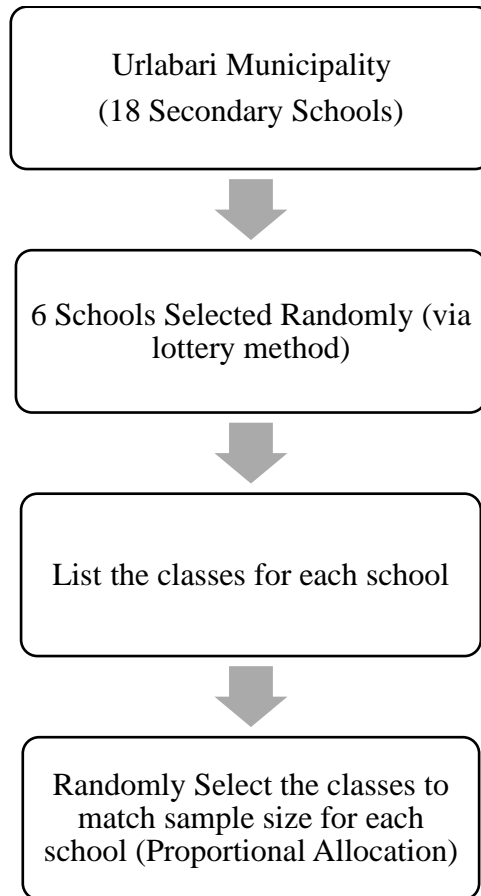 Urlabari Municipality
(18 Secondary Schools)
6 Schools Selected Randomly (via
lottery method)
List the classes for each school
Randomly Select the classes to
match sample size for each
school (Proportional Allocation)